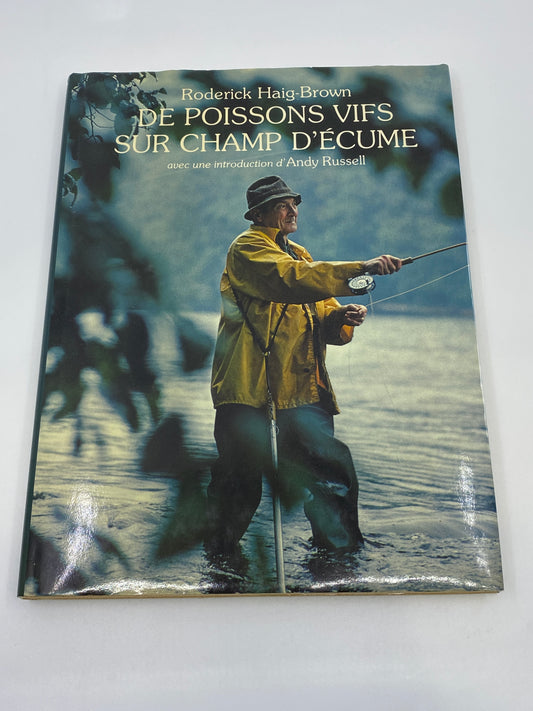 Roderick Haig-Brown
DE POISSONS VIFS
SUR CHAMP D'ÉCUME
avec une introduction d'Andy Russell